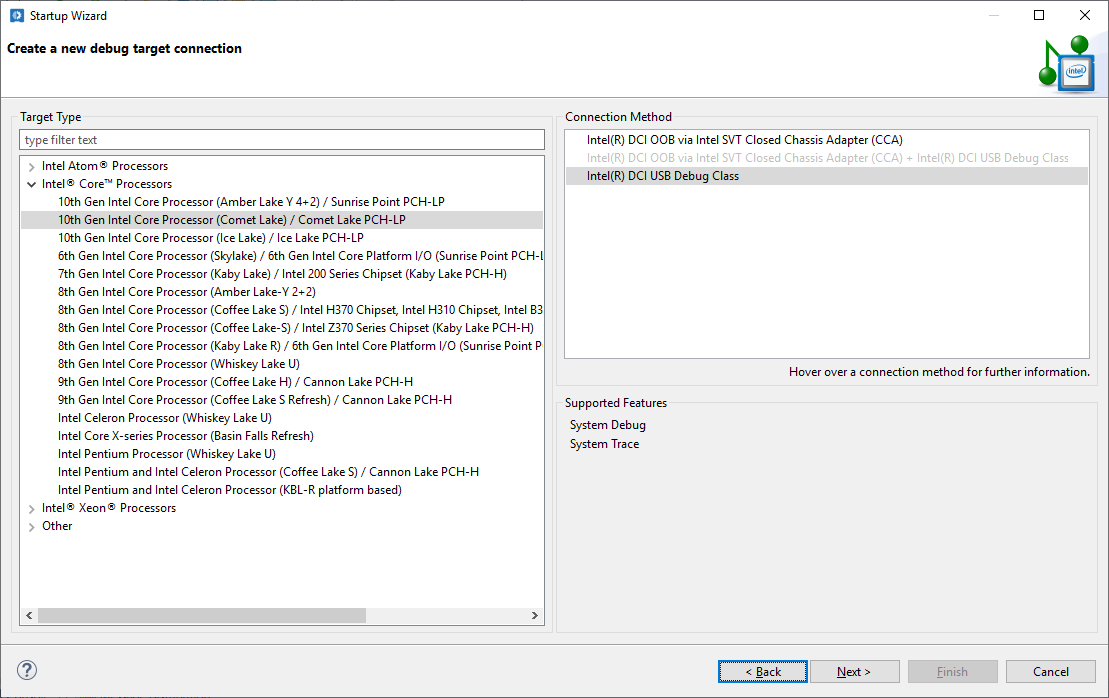 Startup Wizard
Create a new debug target connection
intel
Target Type
type filter text
Intel Atom® Processors
Intel® Core™ Processors
10th Gen Intel Core Processor (Amber Lake Y 4+2) / Sunrise Point PCH-LP
10th Gen Intel Core Processor (Comet Lake) / Comet Lake PCH-LP
10th Gen Intel Core Processor (Ice Lake) / Ice Lake PCH-LP
6th Gen Intel Core Processor (Skylake) / 6th Gen Intel Core Platform I/O (Sunrise Point PCH-L
7th Gen Intel Core Processor (Kaby Lake) / Intel 200 Series Chipset (Kaby Lake PCH-H)
8th Gen Intel Core Processor (Amber Lake-Y 2+2)
8th Gen Intel Core Processor (Coffee Lake S) / Intel H370 Chipset, Intel H310 Chipset, Intel B3
8th Gen Intel Core Processor (Coffee Lake-S) / Intel Z370 Series Chipset (Kaby Lake PCH-H)
8th Gen Intel Core Processor (Kaby Lake R) / 6th Gen Intel Core Platform I/O (Sunrise Point P
8th Gen Intel Core Processor (Whiskey Lake U)
9th Gen Intel Core Processor (Coffee Lake H) / Cannon Lake PCH-H
9th Gen Intel Core Processor (Coffee Lake S Refresh) / Cannon Lake PCH-H
Intel Celeron Processor (Whiskey Lake U)
Intel Core X-series Processor (Basin Falls Refresh)
Intel Pentium Processor (Whiskey Lake U)
Intel Pentium and Intel Celeron Processor (Coffee Lake S) / Cannon Lake PCH-H
Intel Pentium and Intel Celeron Processor (KBL-R platform based)
Intel® Xeon® Processors
Other
Connection Method
Intel(R) DCI OOB via Intel SVT Closed Chassis Adapter (CCA)
Intel(R) DCI OOB via Intel SVT Closed Chassis Adapter (CCA) + Intel(R) DCI USB Debug Class
Intel(R) DCI USB Debug Class
Hover over a connection method for further information.
Supported Features
System Debug
System Trace
?
< Back
Next >
Finish
Cancel